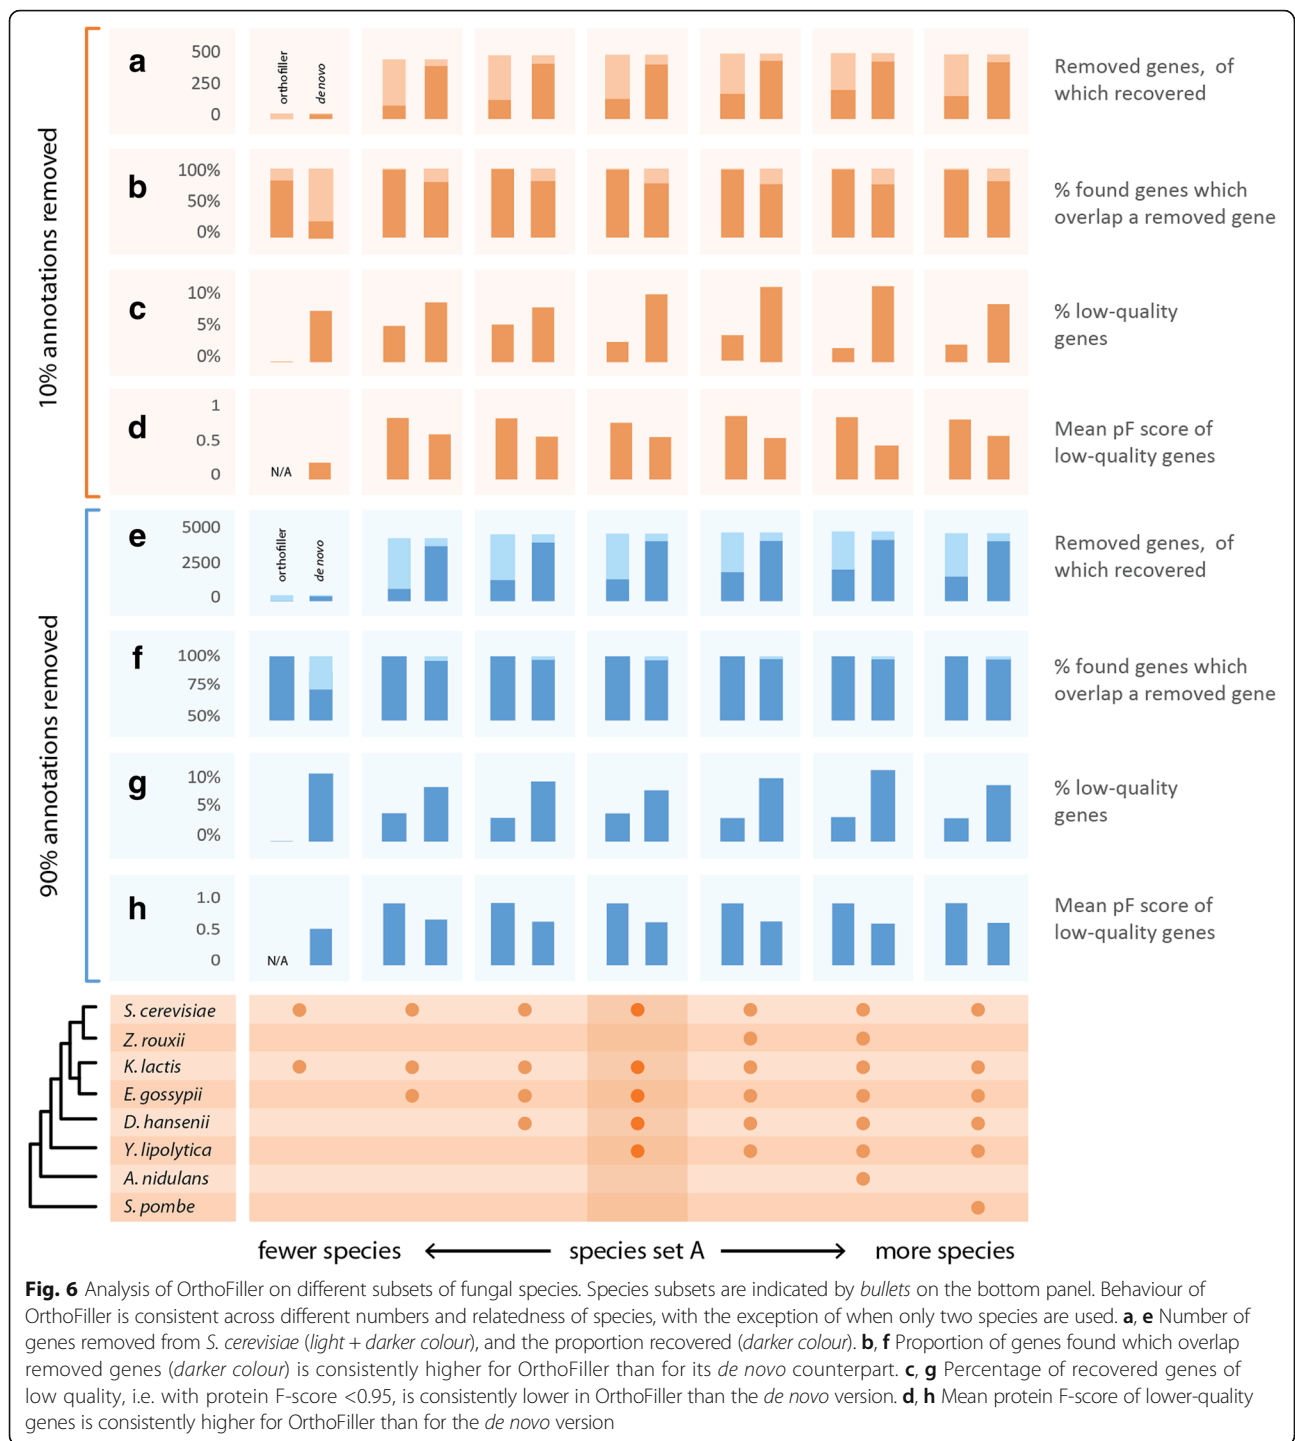 10% annotations removed
a
500
250
0
orthofiller
de novo
Removed genes, of
which recovered
b
100%
50%
0%
% found genes which
overlap a removed gene
c
10%
5%
0%
% low-quality
genes
d
1
0.5
0
N/A
Mean pF score of
low-quality genes
90% annotations removed
e
5000
2500
0
orthofiller
de novo
Removed genes, of
which recovered
f
100%
75%
50%
% found genes which
overlap a removed gene
g
10%
5%
0%
% low-quality
genes
h
1.0
0.5
0
N/A
Mean pF score of
low-quality genes
S. cerevisiae
Z. rouxii
K. lactis
E. gossypii
D. hansenii
Y. lipolytica
A. nidulans
S. pombe
fewer species ← species set A → more species
Fig. 6 Analysis of OrthoFiller on different subsets of fungal species. Species subsets are indicated by bullets on the bottom panel. Behaviour of
OrthoFiller is consistent across different numbers and relatedness of species, with the exception of when only two species are used. a, e Number of
genes removed from S. cerevisiae (light + darker colour), and the proportion recovered (darker colour). b, f Proportion of genes found which overlap
removed genes (darker colour) is consistently higher for OrthoFiller than for its de novo counterpart. c, g Percentage of recovered genes of
low quality, i.e. with protein F-score <0.95, is consistently lower in OrthoFiller than the de novo version. d, h Mean protein F-score of lower-quality
genes is consistently higher for OrthoFiller than for the de novo version